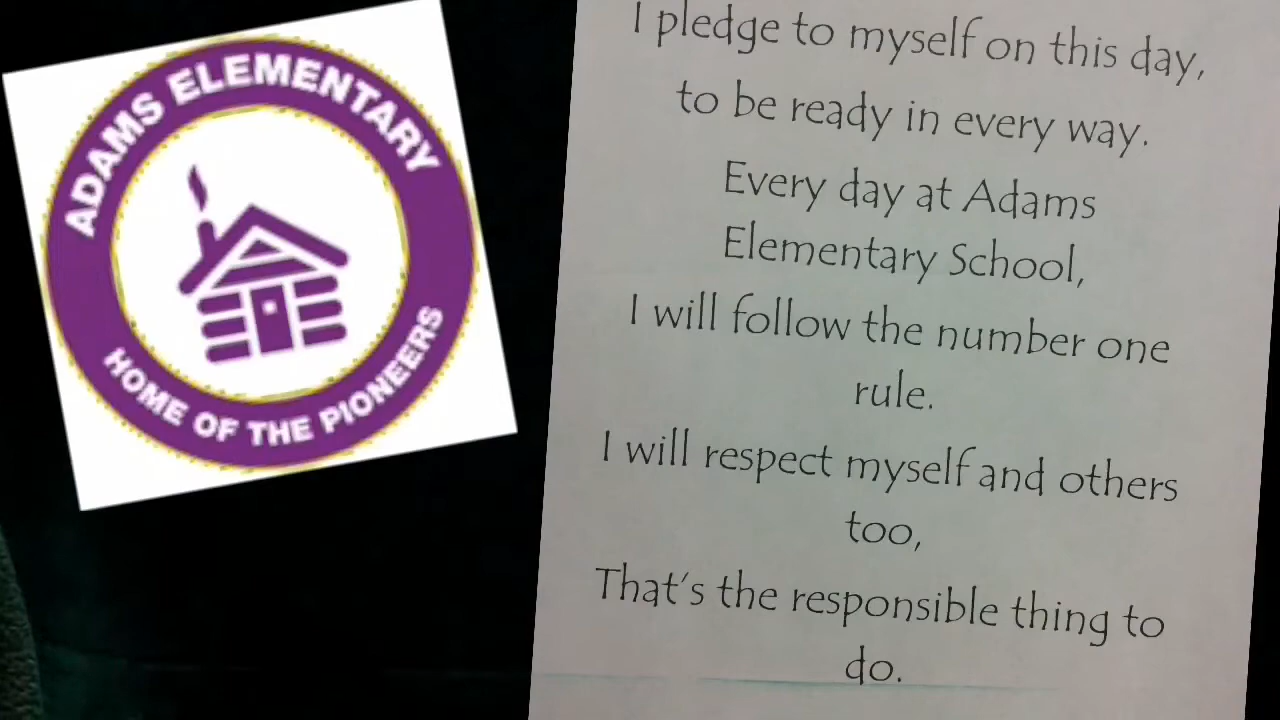 ADAMS ELEMENTARY
HOME OF THE PIONEERS
I pledge to myself on this day,
to be ready in every way.
Every day at Adams
Elementary School,
I will follow the number one
rule.
I will respect myself and others
too,
That's the responsible thing to
do.